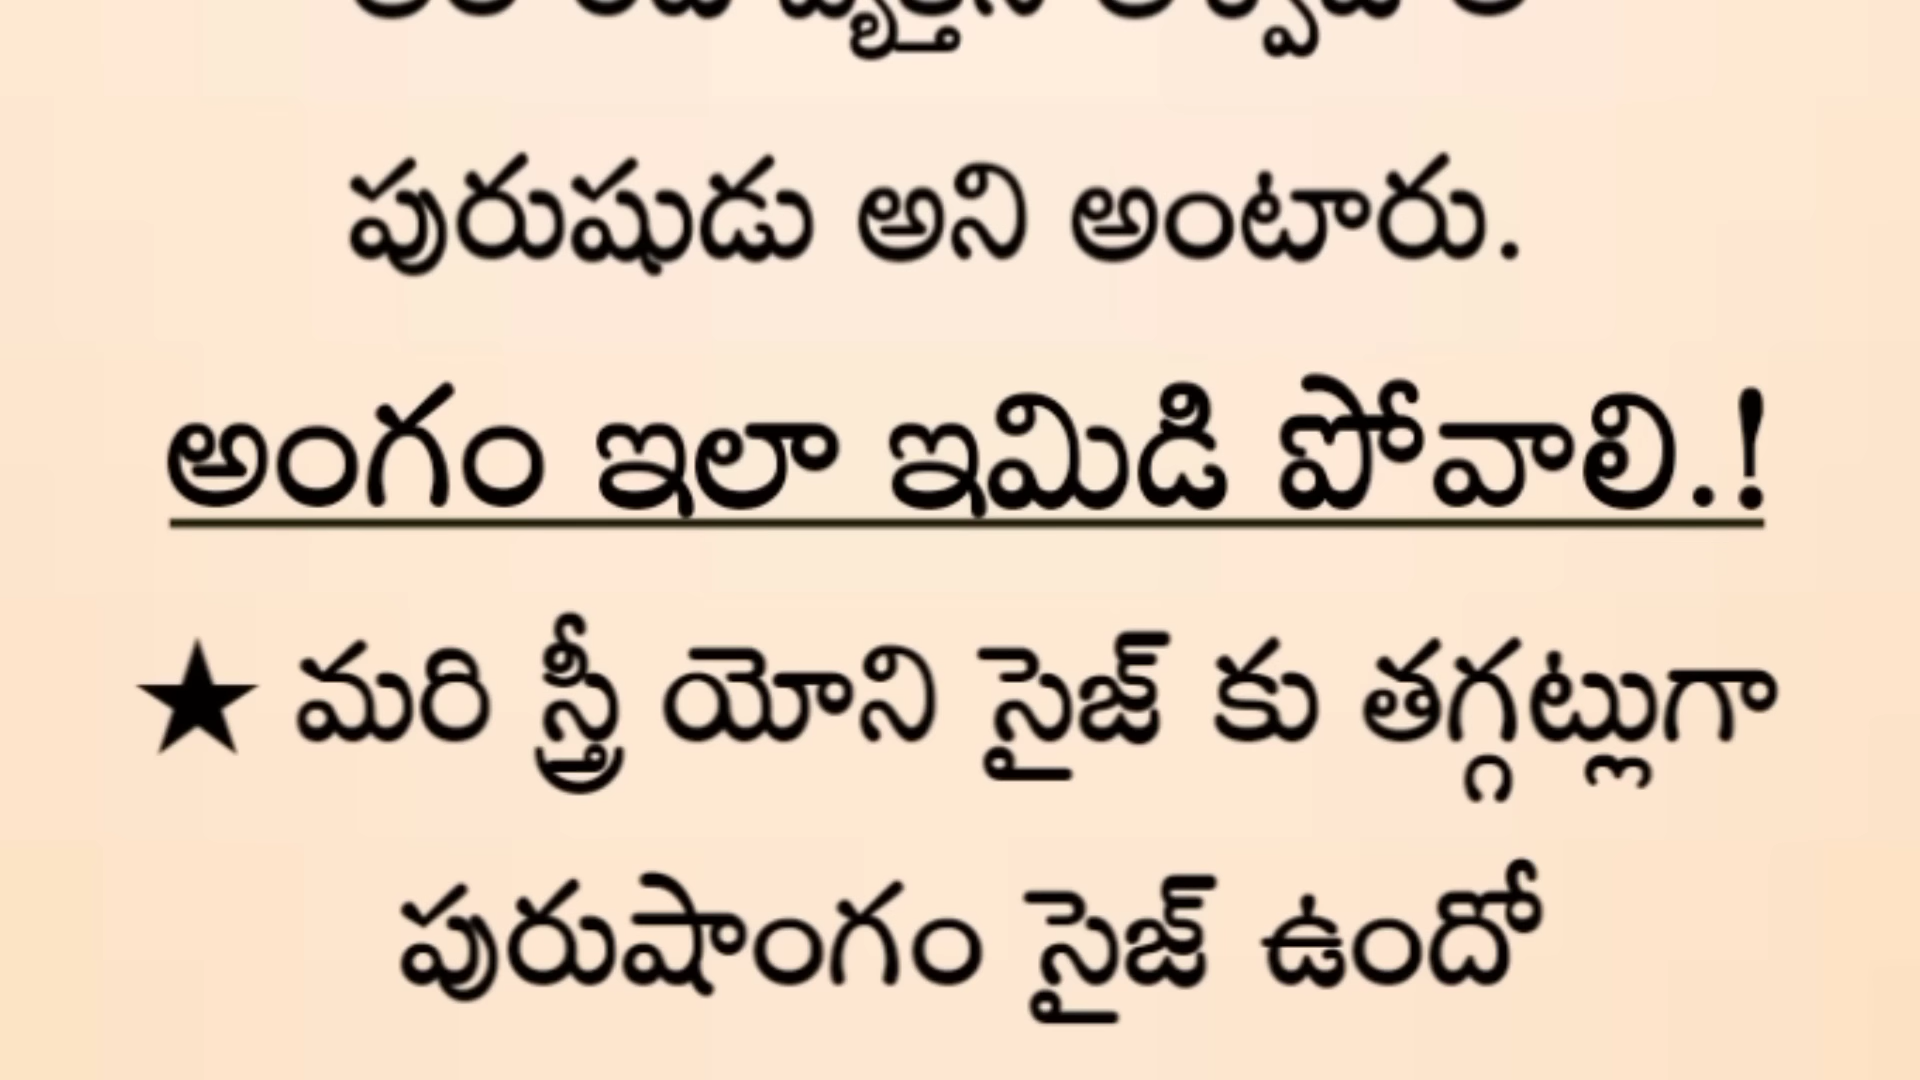 పురుషుడు అని అంటారు.
అంగం ఇలా ఇమిడి పోవాలి.!
★ మరి స్త్రీ యోని సైజ్ కు తగ్గట్లుగా
పురుషాంగం సైజ్ ఉందో